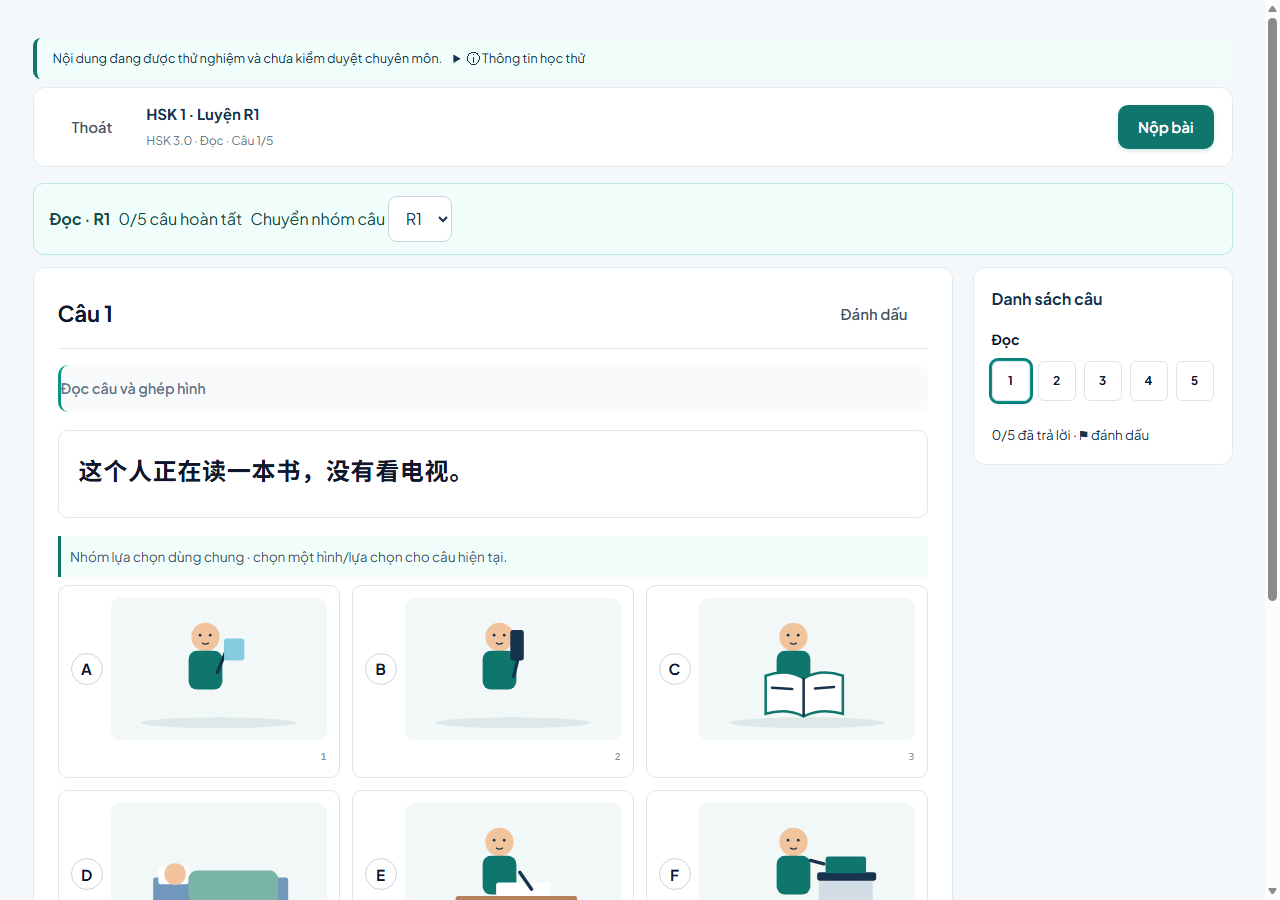 Nội dung đang được thử nghiệm và chưa kiểm duyệt chuyên môn. ▶ ⓘ Thông tin học thử
Thoát
HSK 1 · Luyện R1
HSK 3.0 · Đọc · Câu 1/5
Nộp bài
Đọc · R1 0/5 câu hoàn tất Chuyển nhóm câu R1
Câu 1
Đánh dấu
Đọc câu và ghép hình
这个人正在读一本书，没有看电视。
Nhóm lựa chọn dùng chung · chọn một hình/lựa chọn cho câu hiện tại.
A
1
B
2
C
3
D
E
F
Danh sách câu
Đọc
1 2 3 4 5
0/5 đã trả lời · ⚑ đánh dấu